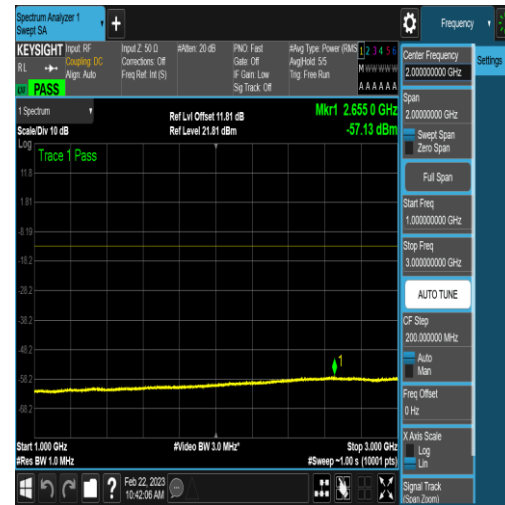 Spectrum Analyzer 1
Swept SA
+
Frequency
KEYSIGHT
RL
PASS
Input: RF
Coupling: DC
Align: Auto
Input Z: 50 Ω
Corrections: Off
Freq Ref: Int (S)
#Atten: 20 dB
PNO: Fast
Gate: Off
IF Gain: Low
Sig Track: Off
#Avg Type: Power (RMS
Avg|Hold: 5/5
Trig: Free Run
1 2 3 4 5 6
M W W W W W
A A A A A A
1 Spectrum
Scale/Div 10 dB
Ref Lvl Offset 11.81 dB
Ref Level 21.81 dBm
Mkr1 2.655 0 GHz
-57.13 dBm
Log
Trace 1 Pass
11.8
1.81
-8.19
-18.2
-28.2
-38.2
-48.2
-58.2
-68.2
1
Start 1.000 GHz
#Res BW 1.0 MHz
#Video BW 3.0 MHz*
Stop 3.000 GHz
#Sweep ~1.00 s (10001 pts)
Feb 22, 2023
10:42:06 AM
Center Frequency
2.000000000 GHz
Settings
Span
2.00000000 GHz
Swept Span
Zero Span
Full Span
Start Freq
1.000000000 GHz
Stop Freq
3.000000000 GHz
AUTO TUNE
CF Step
200.000000 MHz
Auto
Man
Freq Offset
0 Hz
X Axis Scale
Log
Lin
Signal Track
(Span Zoom)